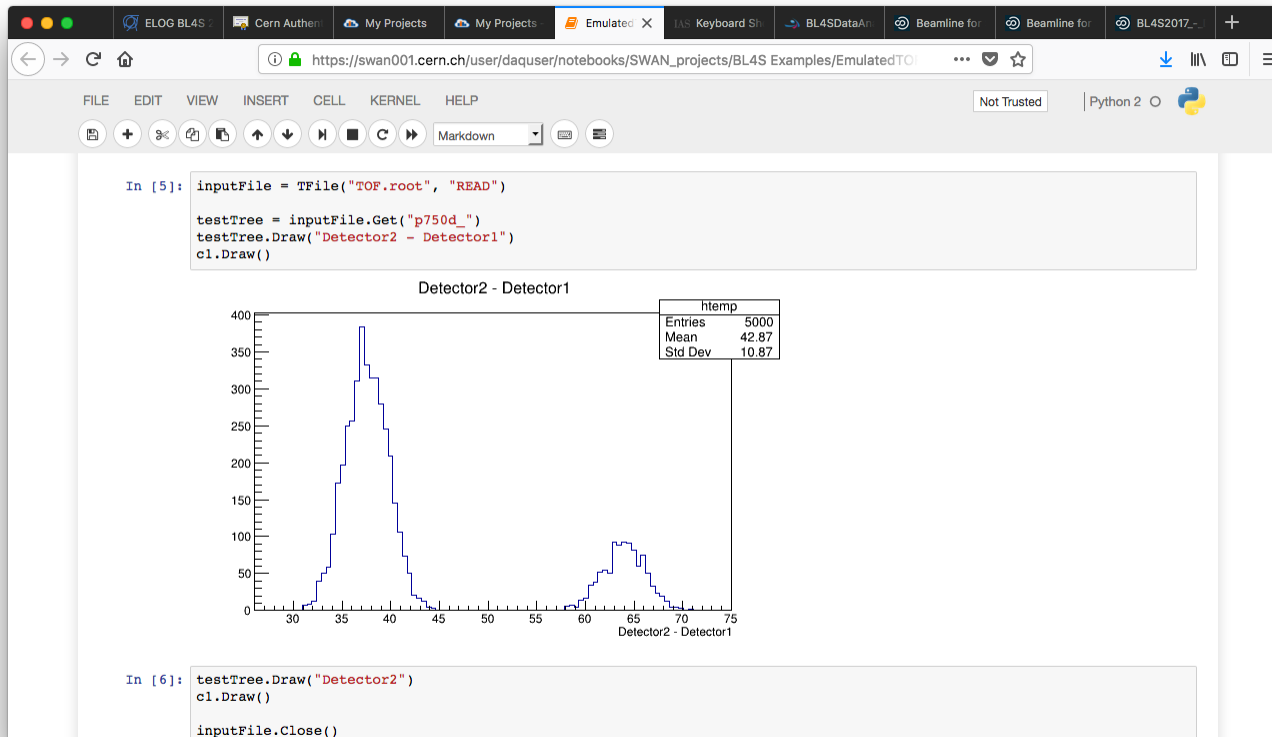 ELOG BL4S 2
Cern Authent
My Projects
My Projects -
Emulated
JAS Keyboard Sh
BL4SDataAn
Beamline for
Beamline for
BL4S2017_-_
https://swan001.cern.ch/user/daquser/notebooks/SWAN_projects/BL4S Examples/EmulatedTO
FILE EDIT VIEW INSERT CELL KERNEL HELP
Not Trusted
Python 2
Markdown
In [5]:
inputFile = TFile("TOF.root", "READ")
testTree = inputFile.Get("p750d_")
testTree.Draw("Detector2 - Detector1")
c1.Draw()
Detector2 - Detector1
htemp
Entries 5000
Mean 42.87
Std Dev 10.87
400
350
300
250
200
150
100
50
0
30 35 40 45 50 55 60 65 70 75
Detector2 - Detector1
In [6]:
testTree.Draw("Detector2")
c1.Draw()
inputFile.Close()